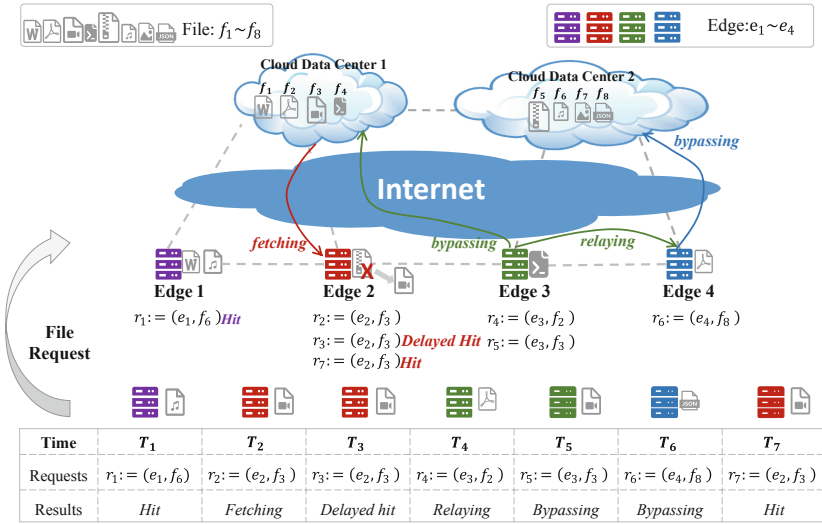 File: f₁~f₈
Edge:e₁~e₄
Cloud Data Center 1
f₁ f₂ f₃ f₄
W
Cloud Data Center 2
f₅ f₆ f₇ f₈
JSON
bypassing
Internet
fetching
bypassing
relaying
W
X
Edge 1
Edge 2
Edge 3
Edge 4
r₁:= (e₁, f₆)Hit
r₂:= (e₂, f₃)
r₃:= (e₂, f₃)Delayed Hit
r₇:= (e₂, f₃)Hit
r₄:= (e₃, f₂)
r₅:= (e₃, f₃)
r₆:= (e₄, f₈)
File
Request
JSON
Time T₁ T₂ T₃ T₄ T₅ T₆ T₇
Requests r₁:= (e₁, f₆) r₂:= (e₂, f₃ ) r₃:= (e₂, f₃ ) r₄:= (e₃, f₂ ) r₅:= (e₃, f₃ ) r₆:= (e₄, f₈ ) r₇:= (e₂, f₃ )
Results Hit Fetching Delayed hit Relaying Bypassing Bypassing Hit